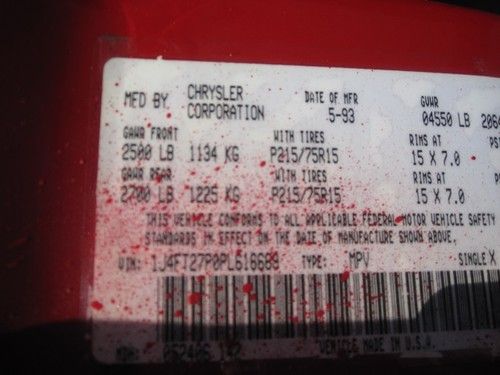 MFD BY CHRYSLER CORPORATION DATE OF MFR 5-93 GVWR 04550 LB
GAWR FRONT WITH TIRES RIMS AT
2500 LB 1134 KG P215/75R15 15 X 7.0
GAWR REAR WITH TIRES RIMS AT
2700 LB 1225 KG P215/75R15 15 X 7.0
THIS VEHICLE CONFORMS TO ALL APPLICABLE FEDERAL MOTOR VEHICLE SAFETY
STANDARDS IN EFFECT ON THE DATE OF MANUFACTURE SHOWN ABOVE.
VIN: 1J4FT27P0PL616689 TYPE: MPV SINGLE X
VEHICLE MADE IN U.S.A.